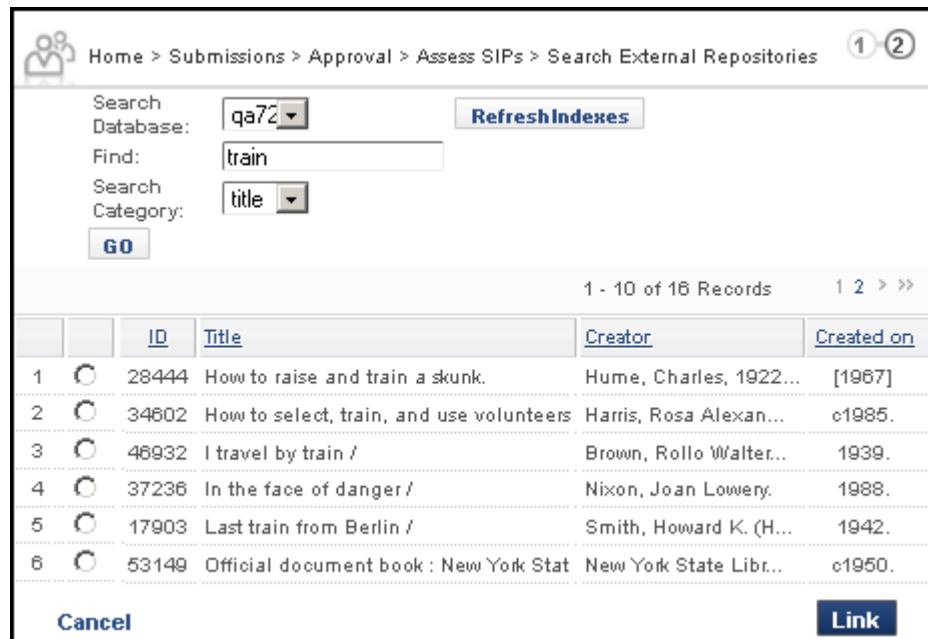 Home > Submissions > Approval > Assess SIPs > Search External Repositories 1 2
Search Database: qa72 RefreshIndexes
Find: train
Search Category: title
GO
1 - 10 of 16 Records 1 2 > >>
ID Title Creator Created on
1 28444 How to raise and train a skunk. Hume, Charles, 1922... [1967]
2 34602 How to select, train, and use volunteers Harris, Rosa Alexan... c1985.
3 46932 I travel by train / Brown, Rollo Walter... 1939.
4 37236 In the face of danger / Nixon, Joan Lowery. 1988.
5 17903 Last train from Berlin / Smith, Howard K. (H... 1942.
6 53149 Official document book : New York Stat New York State Libr... c1950.
Cancel Link